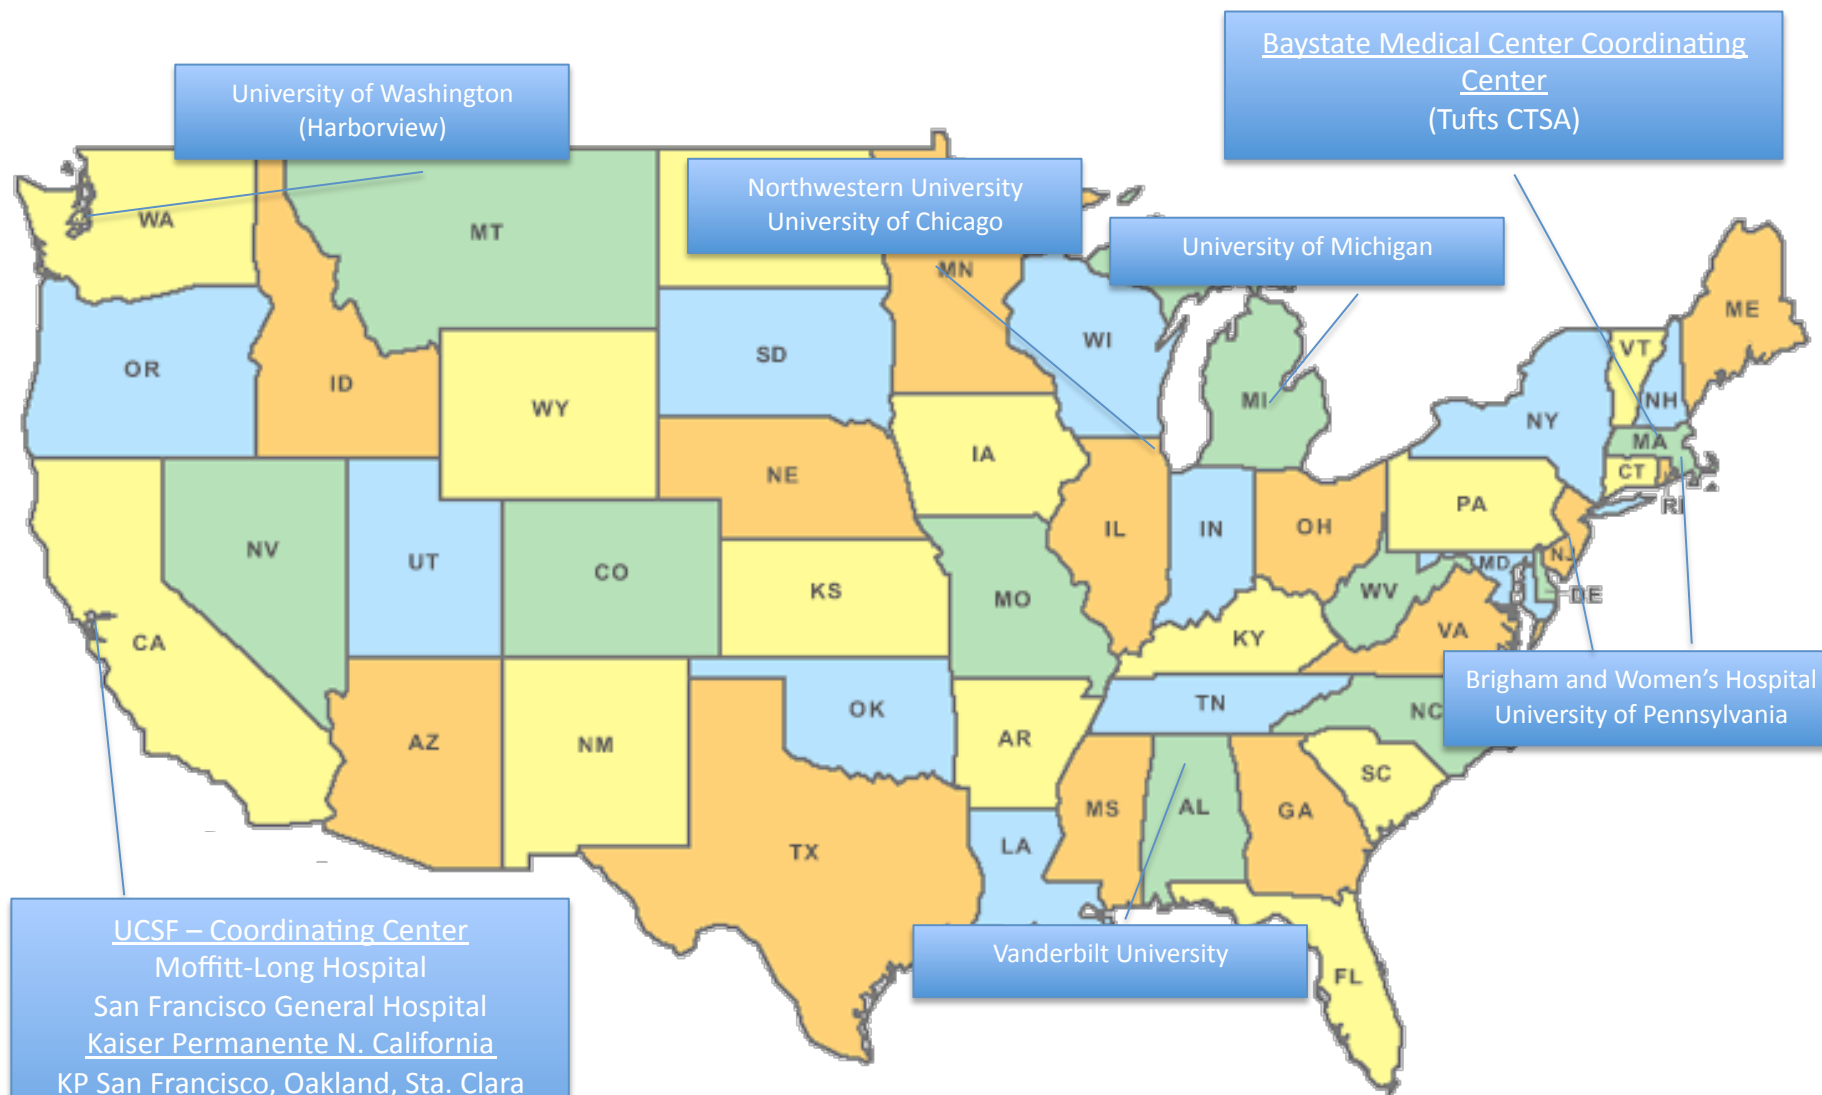 Baystate Medical Center Coordinating
Center
(Tufts CTSA)
University of Washington
(Harborview)
Northwestern University
University of Chicago
University of Michigan
WA
MT
MN
ME
OR
ID
SD
WI
VT
NH
WY
MI
NY
MA
IA
CT
NE
PA
RI
NV
UT
CO
IL
IN
OH
NJ
MD
KS
MO
WV
DE
CA
KY
VA
Brigham and Women’s Hospital
University of Pennsylvania
OK
TN
NC
AZ
NM
AR
SC
MS
AL
GA
TX
LA
FL
Vanderbilt University
UCSF – Coordinating Center
Moffitt-Long Hospital
San Francisco General Hospital
Kaiser Permanente N. California
KP San Francisco, Oakland, Sta. Clara